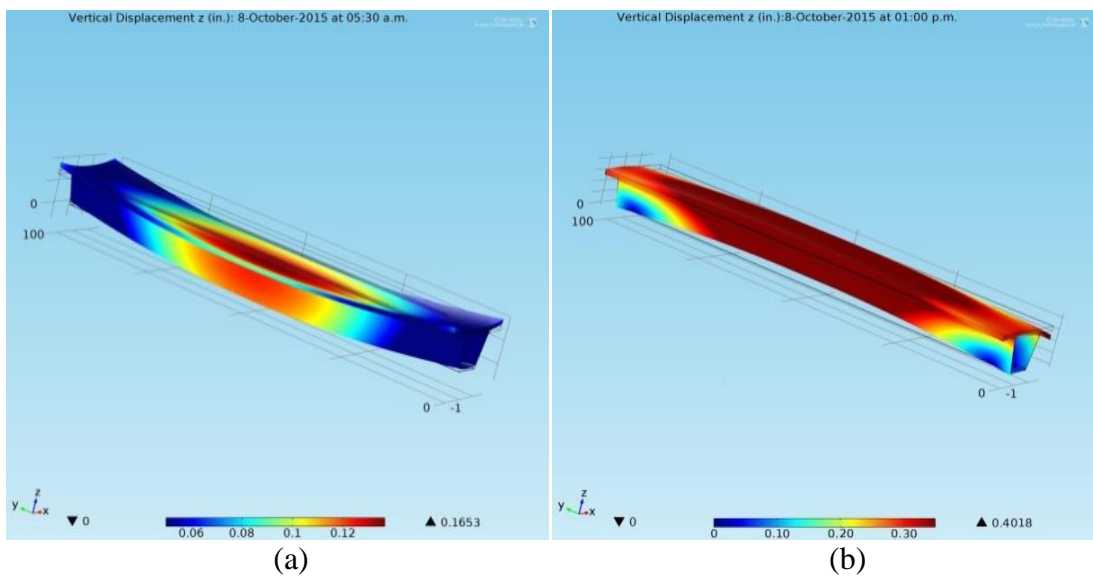 Vertical Displacement z (in.): 8-October-2015 at 05:30 a.m.
0
100
0 -1
z
y x
▼ 0
0.06 0.08 0.1 0.12
▲ 0.1653
(a)
Vertical Displacement z (in.):8-October-2015 at 01:00 p.m.
0
100
0 -1
z
y x
▼ 0
0 0.10 0.20 0.30
▲ 0.4018
(b)